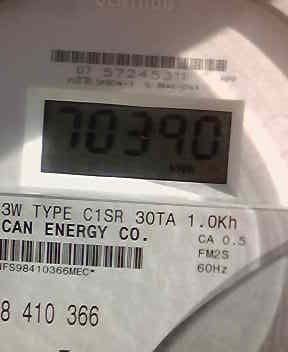 07 57245311
70390
3W TYPE C1SR 30TA 1.0Kh
CAN ENERGY CO.
CA 0.5
FM2S
60Hz
NFS98410366MEC*
8 410 366